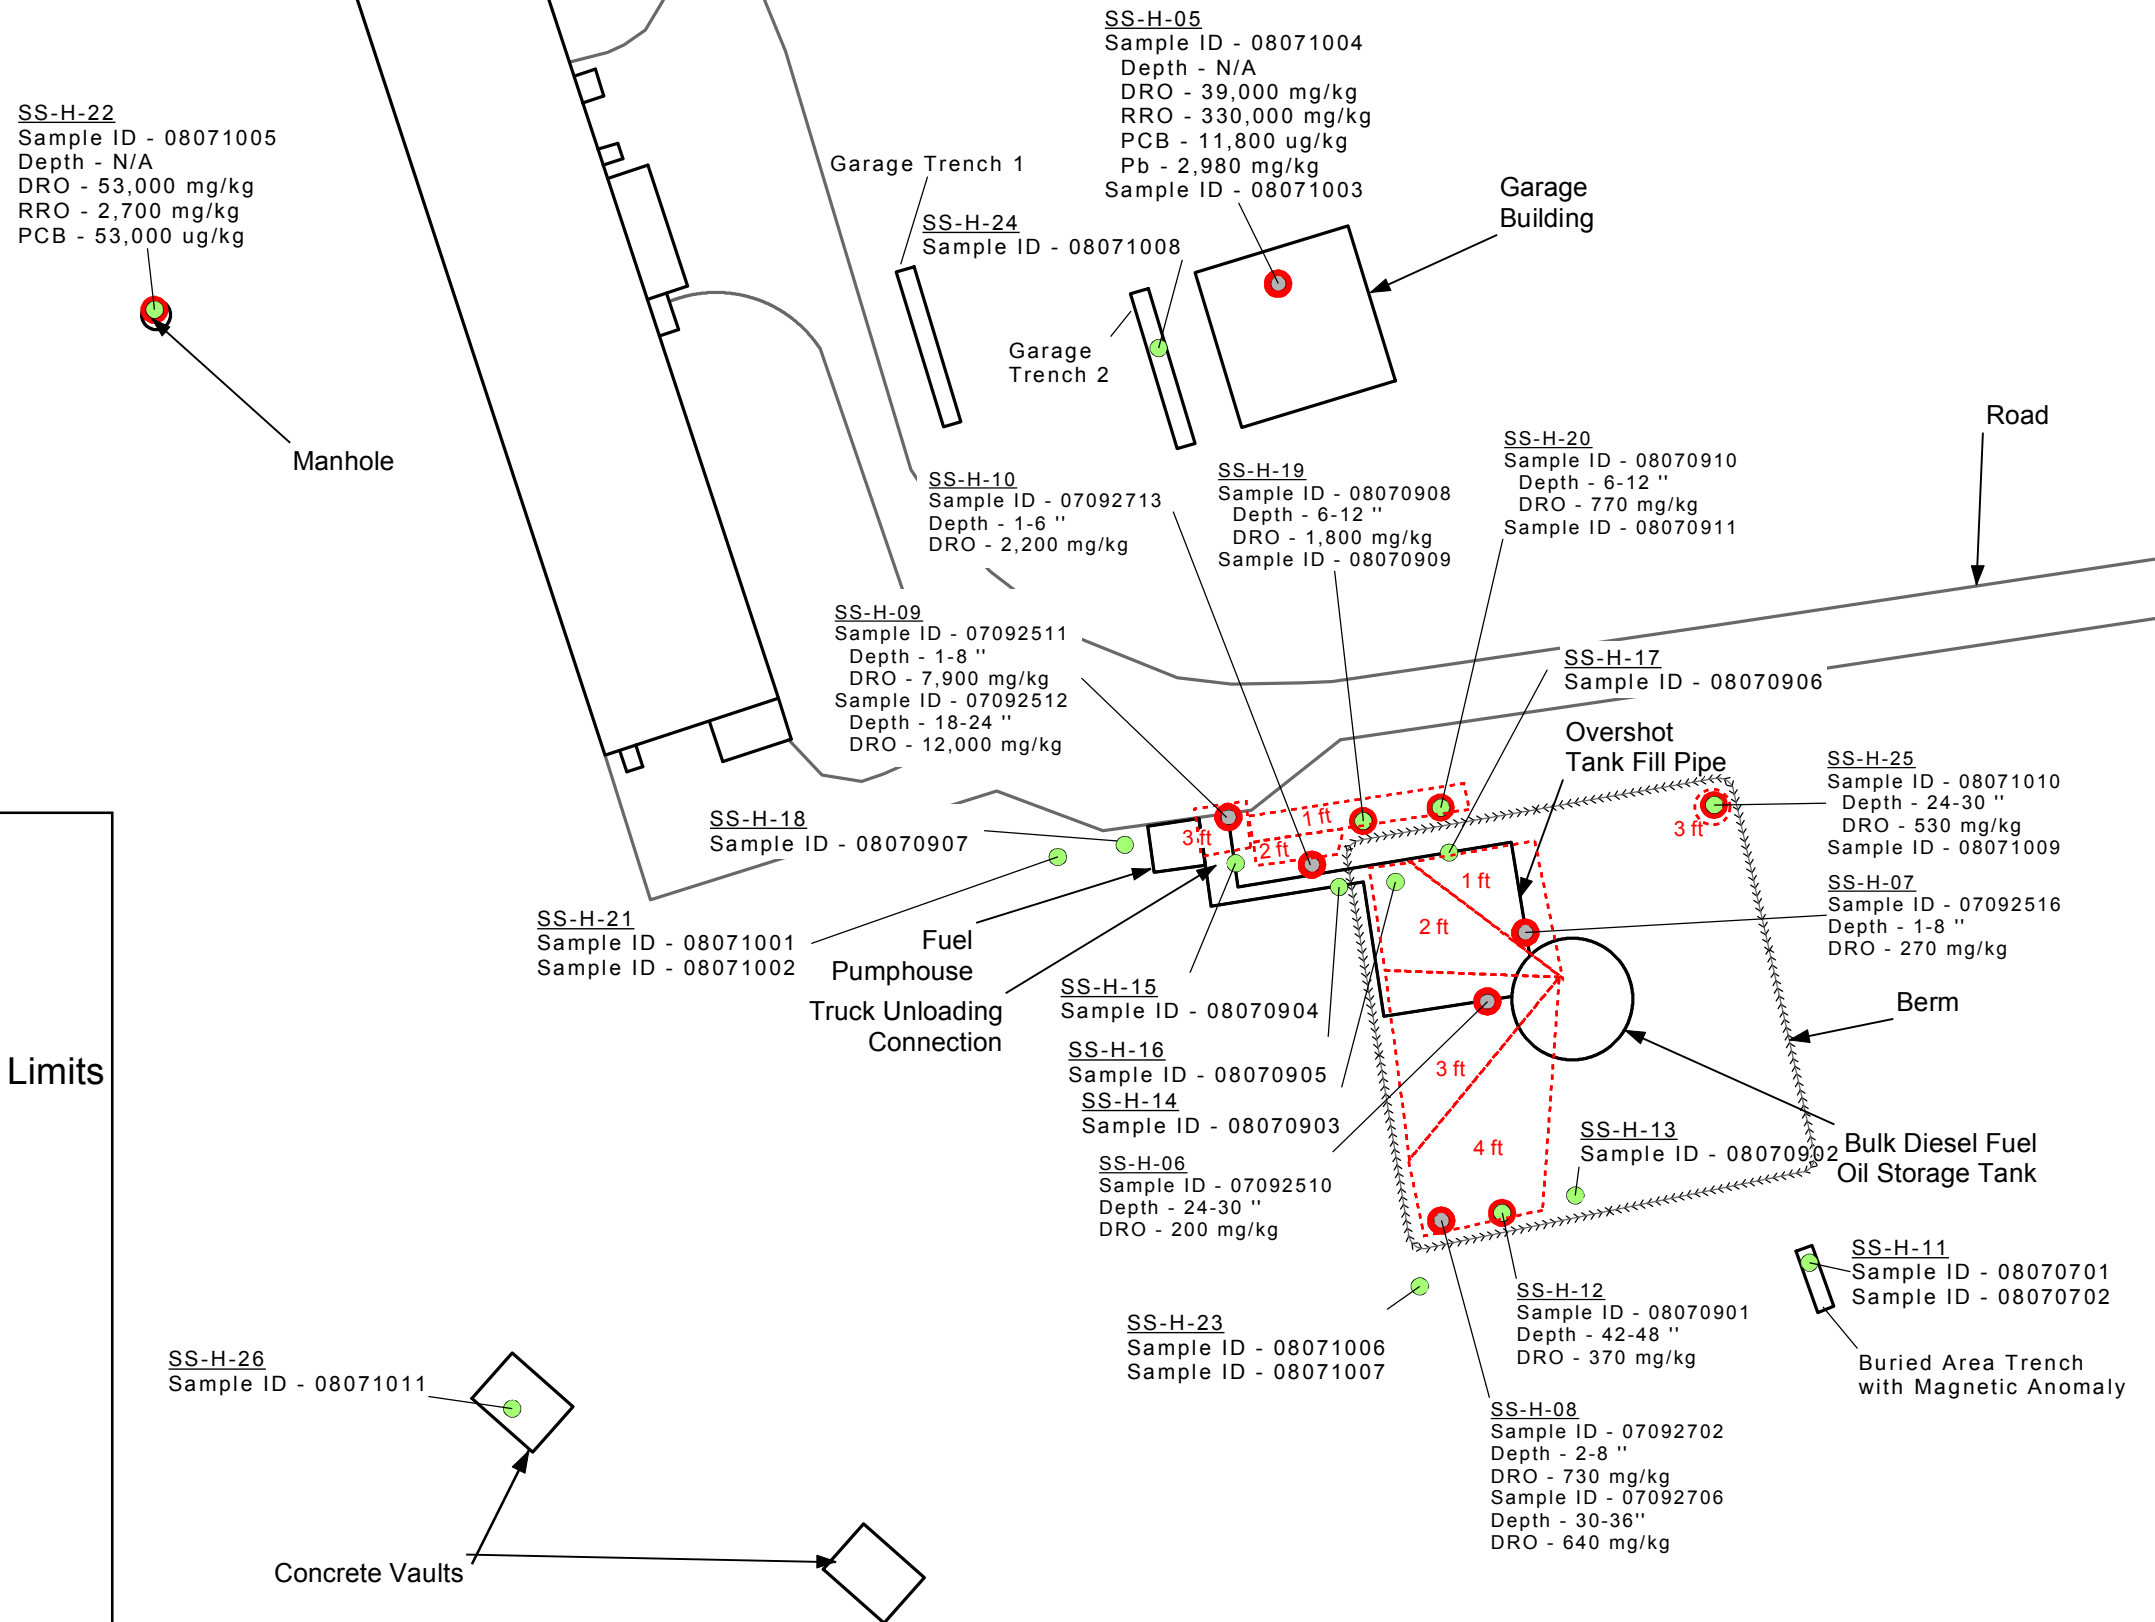 SS-H-05
Sample ID - 08071004
Depth - N/A
DRO - 39,000 mg/kg
RRO - 330,000 mg/kg
PCB - 11,800 ug/kg
Pb - 2,980 mg/kg
Sample ID - 08071003
SS-H-22
Sample ID - 08071005
Depth - N/A
DRO - 53,000 mg/kg
RRO - 2,700 mg/kg
PCB - 53,000 ug/kg
Garage Trench 1
SS-H-24
Sample ID - 08071008
Garage
Building
Garage
Trench 2
Manhole
Road
SS-H-10
Sample ID - 07092713
Depth - 1-6 ''
DRO - 2,200 mg/kg
SS-H-19
Sample ID - 08070908
Depth - 6-12 ''
DRO - 1,800 mg/kg
Sample ID - 08070909
SS-H-20
Sample ID - 08070910
Depth - 6-12 ''
DRO - 770 mg/kg
Sample ID - 08070911
SS-H-09
Sample ID - 07092511
Depth - 1-8 ''
DRO - 7,900 mg/kg
Sample ID - 07092512
Depth - 18-24 ''
DRO - 12,000 mg/kg
SS-H-17
Sample ID - 08070906
Overshot
Tank Fill Pipe
SS-H-25
Sample ID - 08071010
Depth - 24-30 ''
DRO - 530 mg/kg
Sample ID - 08071009
SS-H-18
Sample ID - 08070907
3 ft
1 ft
2 ft
3 ft
1 ft
2 ft
3 ft
4 ft
SS-H-07
Sample ID - 07092516
Depth - 1-8 ''
DRO - 270 mg/kg
SS-H-21
Sample ID - 08071001
Sample ID - 08071002
Fuel
Pumphouse
Truck Unloading
Connection
SS-H-15
Sample ID - 08070904
Berm
SS-H-16
Sample ID - 08070905
SS-H-14
Sample ID - 08070903
Limits
SS-H-06
Sample ID - 07092510
Depth - 24-30 ''
DRO - 200 mg/kg
SS-H-13
Sample ID - 08070902
Bulk Diesel Fuel
Oil Storage Tank
SS-H-11
Sample ID - 08070701
Sample ID - 08070702
SS-H-12
Sample ID - 08070901
Depth - 42-48 ''
DRO - 370 mg/kg
SS-H-23
Sample ID - 08071006
Sample ID - 08071007
Buried Area Trench
with Magnetic Anomaly
SS-H-26
Sample ID - 08071011
SS-H-08
Sample ID - 07092702
Depth - 2-8 ''
DRO - 730 mg/kg
Sample ID - 07092706
Depth - 30-36''
DRO - 640 mg/kg
Concrete Vaults